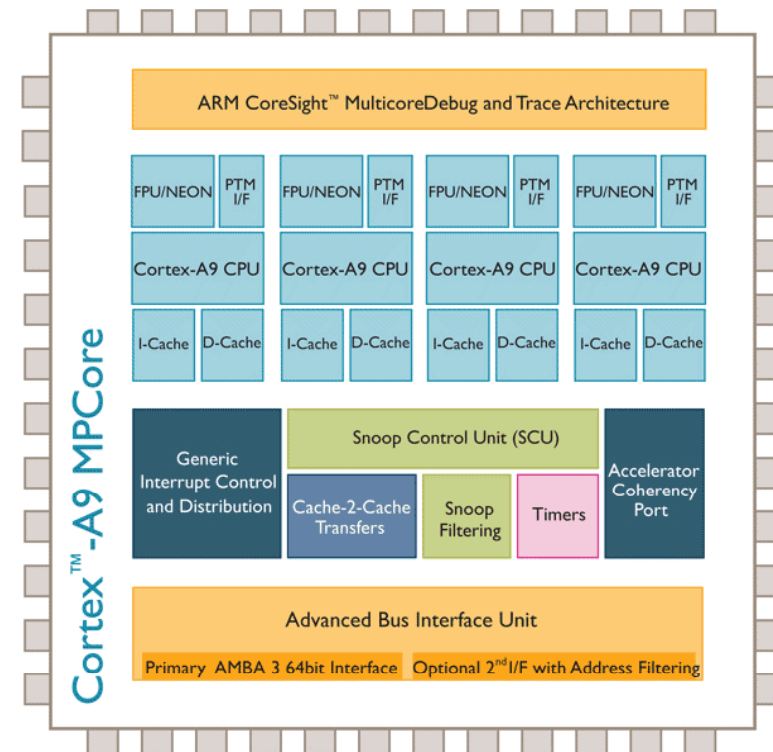 ARM CoreSight™ MulticoreDebug and Trace Architecture
FPU/NEON
PTM
I/F
FPU/NEON
PTM
I/F
FPU/NEON
PTM
I/F
FPU/NEON
PTM
I/F
Cortex-A9 CPU
Cortex-A9 CPU
Cortex-A9 CPU
Cortex-A9 CPU
I-Cache
D-Cache
I-Cache
D-Cache
I-Cache
D-Cache
I-Cache
D-Cache
Cortex™-A9 MPCore
Generic
Interrupt Control
and Distribution
Snoop Control Unit (SCU)
Cache-2-Cache
Transfers
Snoop
Filtering
Timers
Accelerator
Coherency
Port
Advanced Bus Interface Unit
Primary AMBA 3 64bit Interface
Optional 2nd I/F with Address Filtering